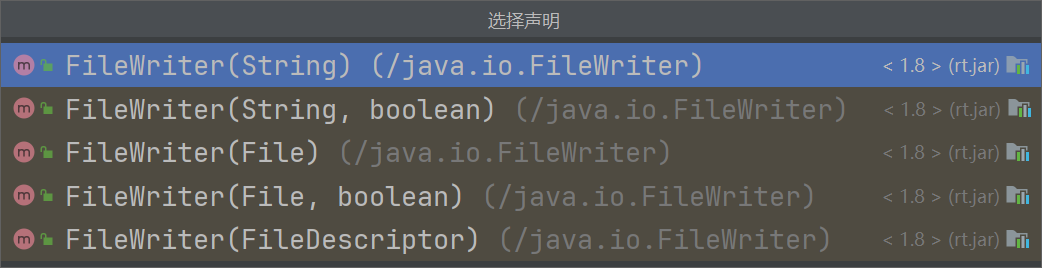 选择声明
m FileWriter(String) (/java.io.FileWriter) < 1.8 > (rt.jar)
m FileWriter(String, boolean) (/java.io.FileWriter) < 1.8 > (rt.jar)
m FileWriter(File) (/java.io.FileWriter) < 1.8 > (rt.jar)
m FileWriter(File, boolean) (/java.io.FileWriter) < 1.8 > (rt.jar)
m FileWriter(FileDescriptor) (/java.io.FileWriter) < 1.8 > (rt.jar)